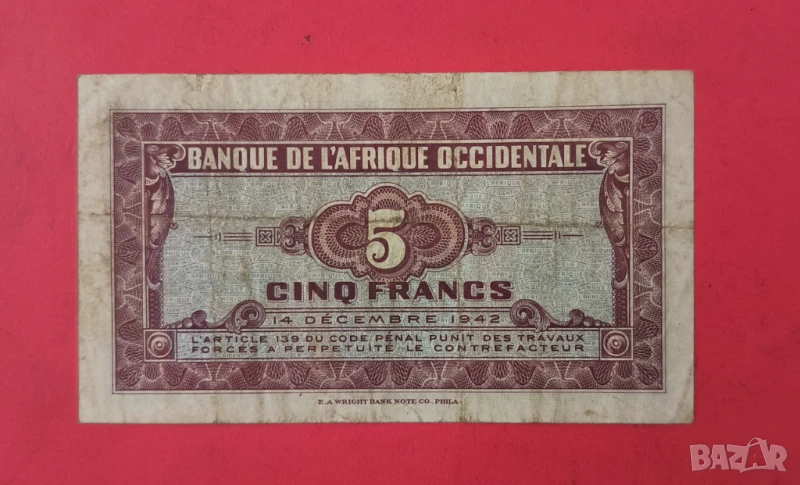 BANQUE DE L'AFRIQUE OCCIDENTALE
5
CINQ FRANCS
14 DÉCEMBRE 1942
L'ARTICLE 139 DU CODE PÉNAL PUNIT DES TRAVAUX
FORCÉS A PERPÉTUITÉ LE CONTREFACTEUR
E.A. WRIGHT BANK NOTE CO., PHILA.
BAZAR